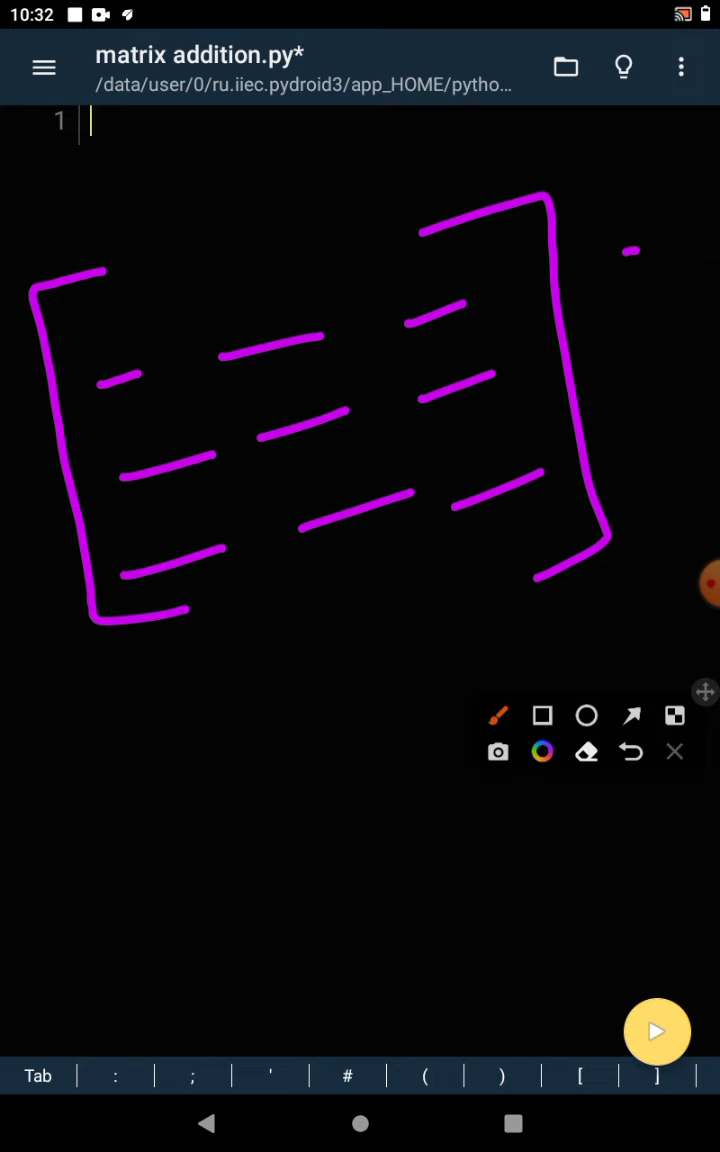 10:32
matrix addition.py*
/data/user/0/ru.iiec.pydroid3/app_HOME/pytho...
1
Tab : ; ' # ( ) [ ]